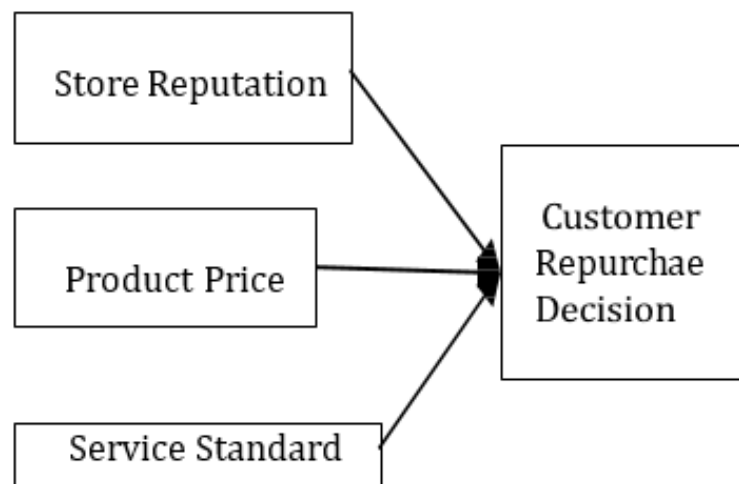 Store Reputation
Product Price
Service Standard
Customer
Repurchae
Decision